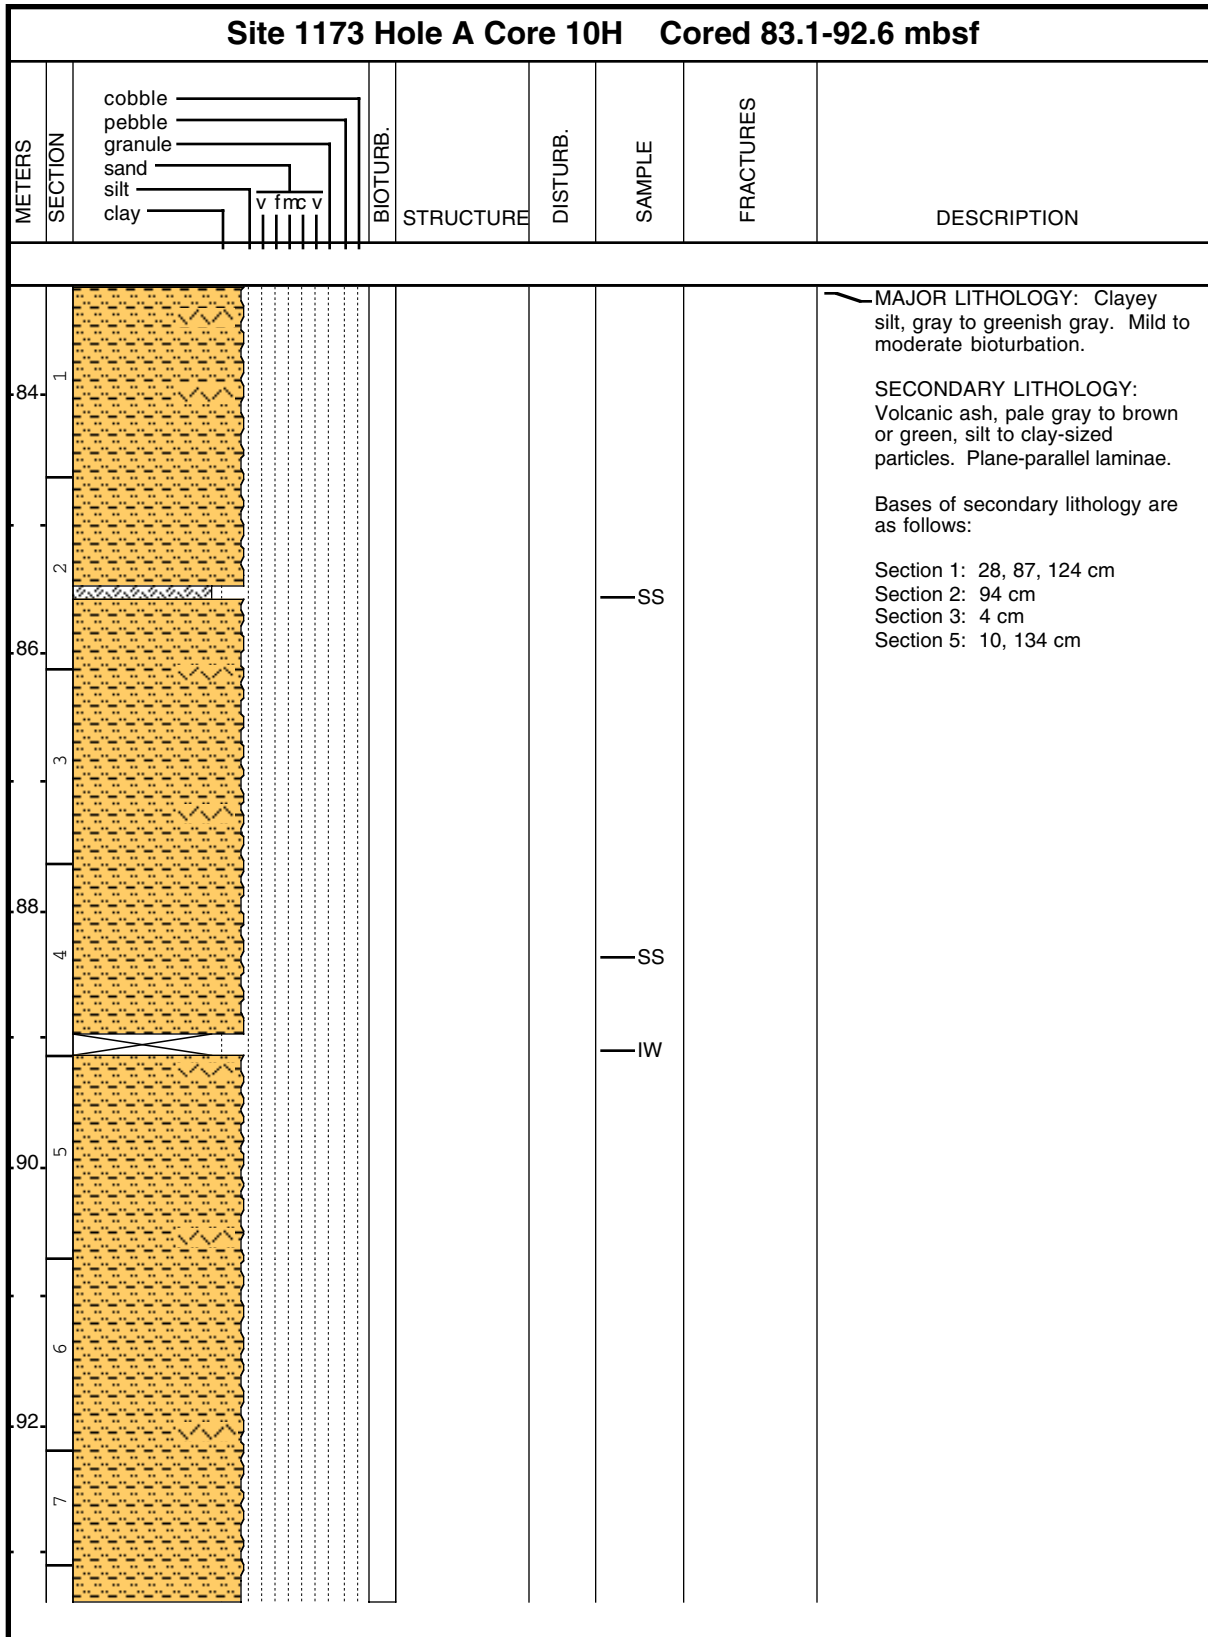 Site 1173 Hole A Core 10H    Cored 83.1-92.6 mbsf
METERS
SECTION
cobble
pebble
granule
sand
silt
clay
v f m c v
BIOTURB.
STRUCTURE
DISTURB.
SAMPLE
FRACTURES
DESCRIPTION
MAJOR LITHOLOGY:  Clayey
silt, gray to greenish gray.  Mild to
moderate bioturbation.
SECONDARY LITHOLOGY:
Volcanic ash, pale gray to brown
or green, silt to clay-sized
particles.  Plane-parallel laminae.
Bases of secondary lithology are
as follows:
Section 1:  28, 87, 124 cm
Section 2:  94 cm
Section 3:  4 cm
Section 5:  10, 134 cm
1
84
2
SS
86
3
88
4
SS
IW
5
90
6
92
7